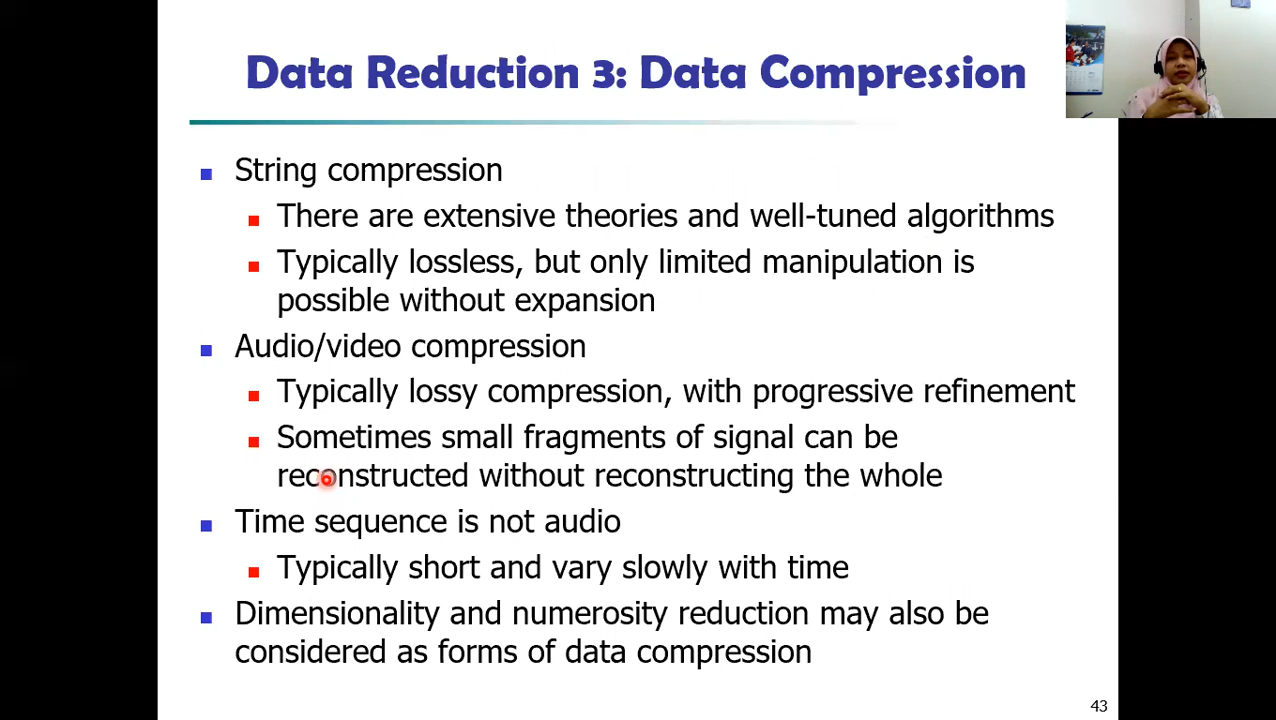 Data Reduction 3: Data Compression
String compression
There are extensive theories and well-tuned algorithms
Typically lossless, but only limited manipulation is
possible without expansion
Audio/video compression
Typically lossy compression, with progressive refinement
Sometimes small fragments of signal can be
reconstructed without reconstructing the whole
Time sequence is not audio
Typically short and vary slowly with time
Dimensionality and numerosity reduction may also be
considered as forms of data compression
43